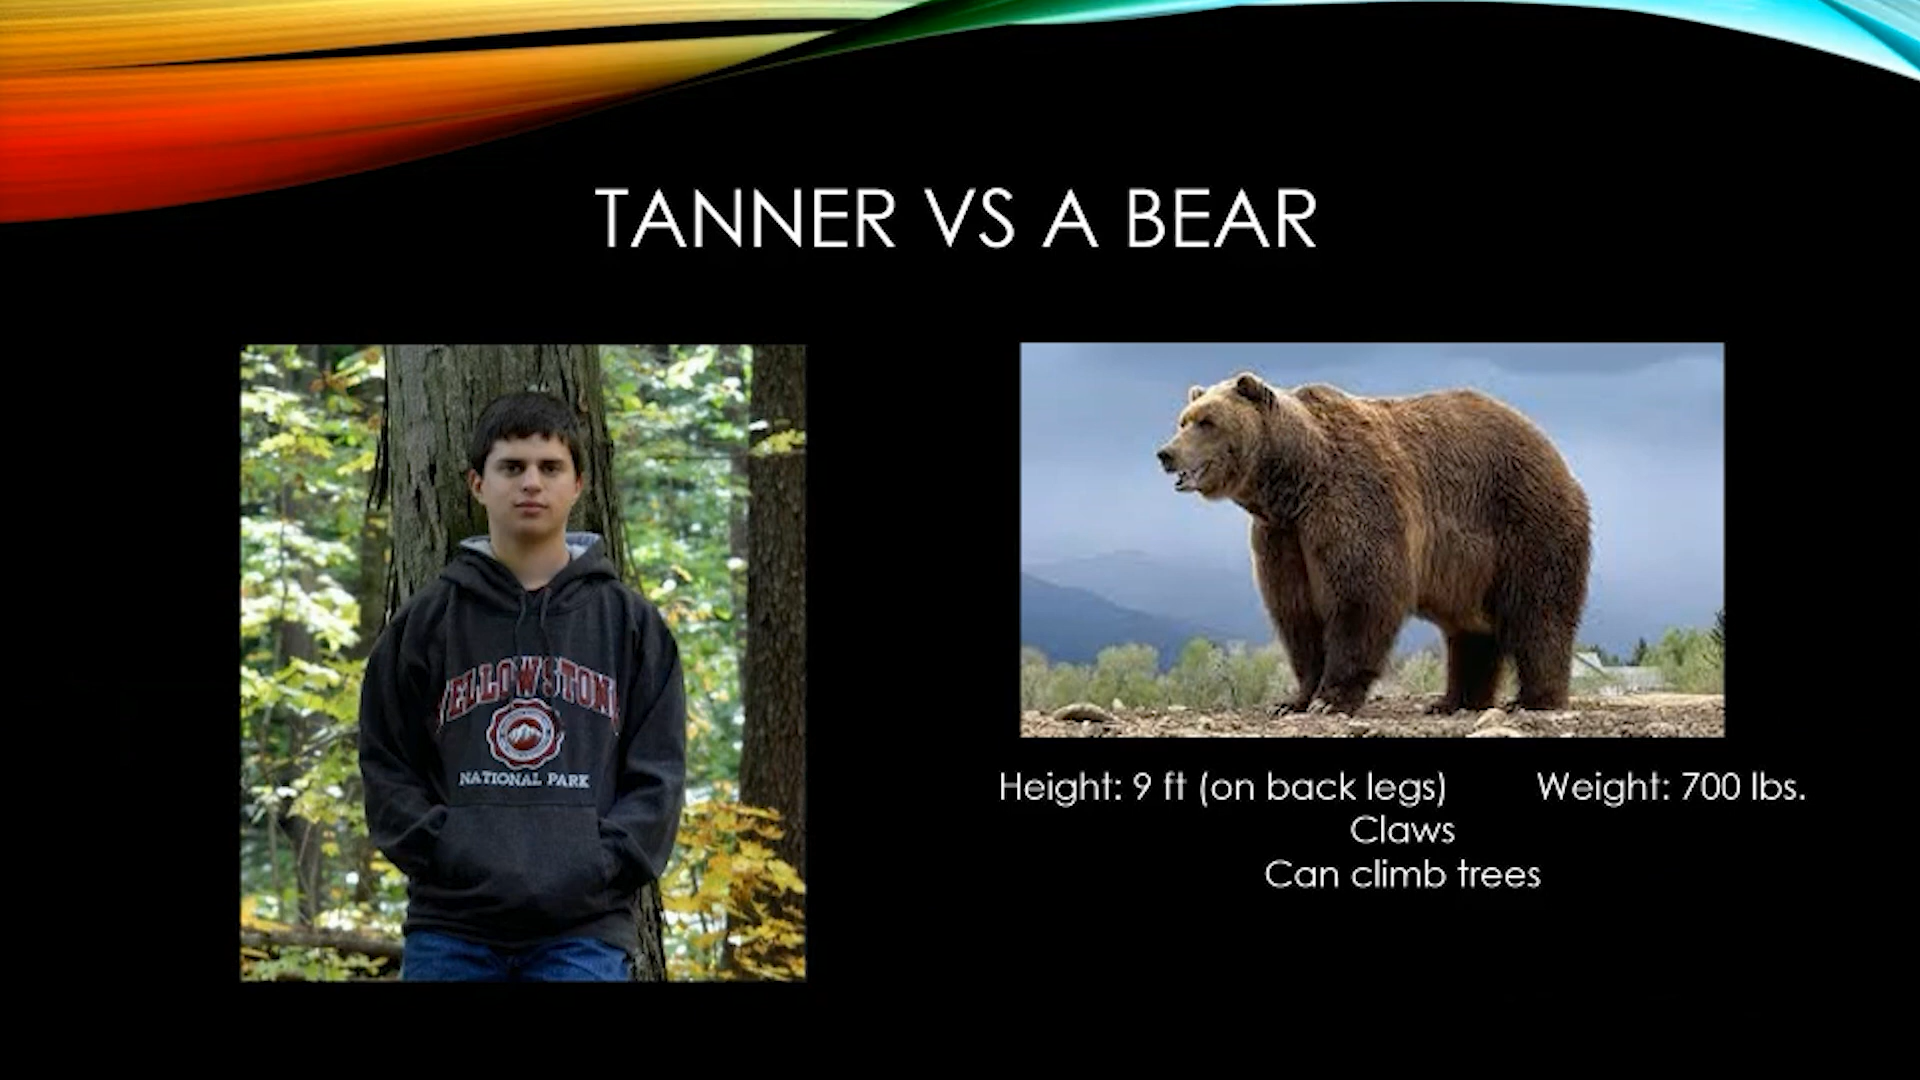 TANNER VS A BEAR
YELLOWSTONE
NATIONAL PARK
Height: 9 ft (on back legs) Weight: 700 lbs.
Claws
Can climb trees